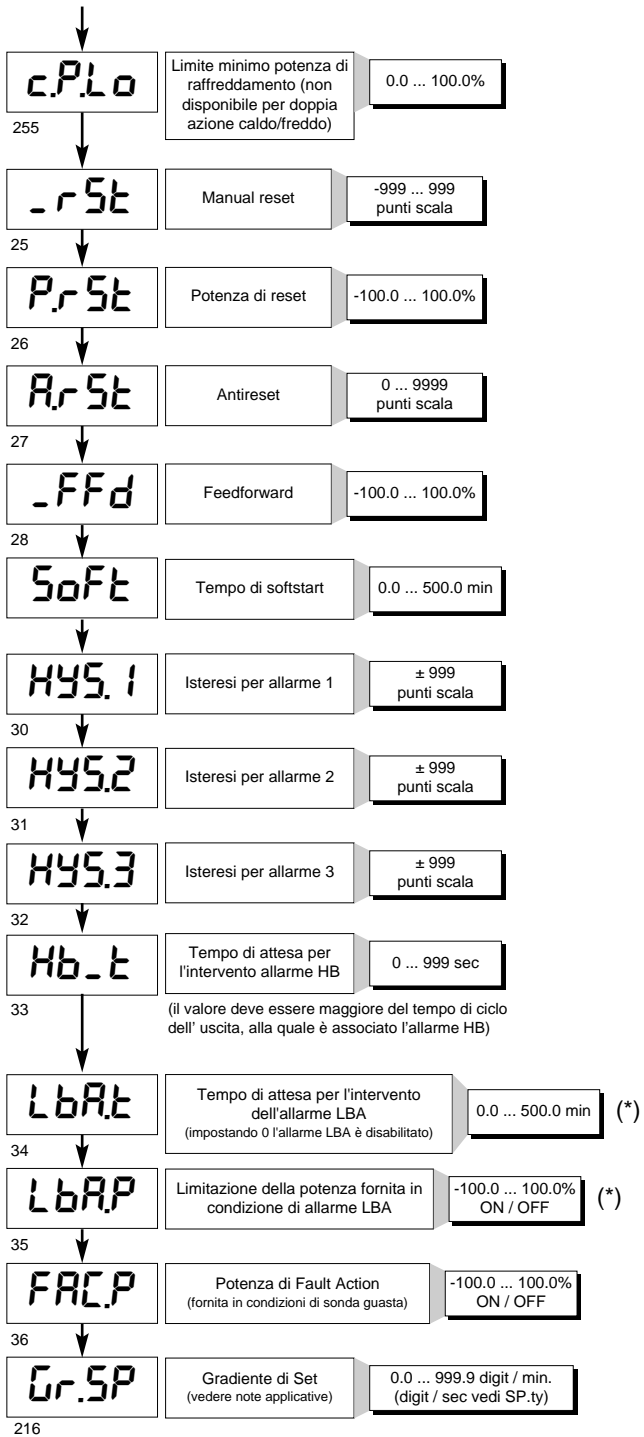 c.P.Lo
Limite minimo potenza di
raffreddamento (non
disponibile per doppia
azione caldo/freddo)
0.0 ... 100.0%
255
_rSt
Manual reset
-999 ... 999
punti scala
25
P.rSt
Potenza di reset
-100.0 ... 100.0%
26
A.rSt
Antireset
0 ... 9999
punti scala
27
_FFd
Feedforward
-100.0 ... 100.0%
28
SoFt
Tempo di softstart
0.0 ... 500.0 min
HYS.1
Isteresi per allarme 1
± 999
punti scala
30
HYS.2
Isteresi per allarme 2
± 999
punti scala
31
HYS.3
Isteresi per allarme 3
± 999
punti scala
32
Hb_t
Tempo di attesa per
l'intervento allarme HB
0 ... 999 sec
33
(il valore deve essere maggiore del tempo di ciclo
dell' uscita, alla quale è associato l'allarme HB)
LbA.t
Tempo di attesa per l'intervento
dell'allarme LBA
(impostando 0 l'allarme LBA è disabilitato)
0.0 ... 500.0 min (*)
34
LbA.P
Limitazione della potenza fornita in
condizione di allarme LBA
-100.0 ... 100.0%
ON / OFF
(*)
35
FAC.P
Potenza di Fault Action
(fornita in condizioni di sonda guasta)
-100.0 ... 100.0%
ON / OFF
36
Gr.SP
Gradiente di Set
(vedere note applicative)
0.0 ... 999.9 digit / min.
(digit / sec vedi SP.ty)
216